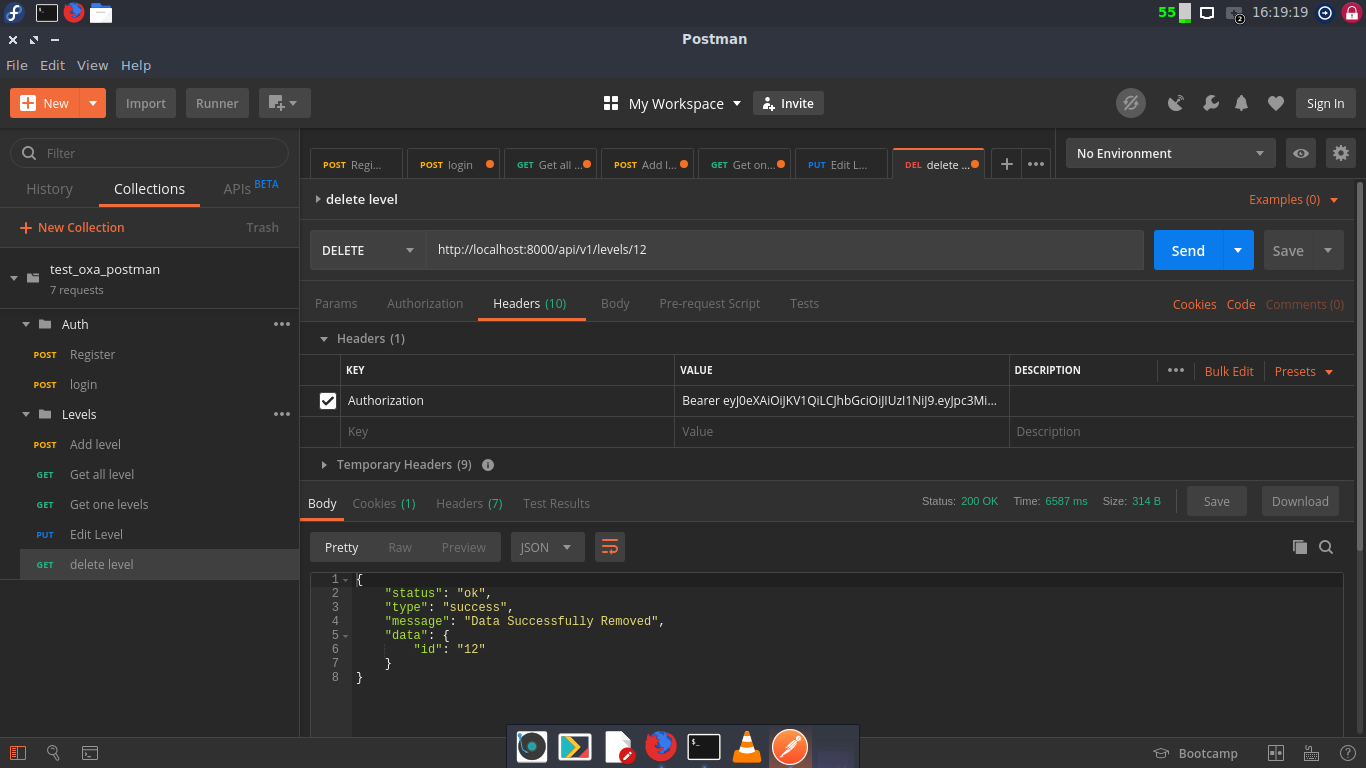 55 2 16:19:19
Postman
File Edit View Help
New Import Runner My Workspace Invite Sign In
Filter
History Collections APIs BETA
New Collection Trash
test_oxa_postman
7 requests
Auth
POST Register
POST login
Levels
POST Add level
GET Get all level
GET Get one levels
PUT Edit Level
GET delete level
POST Regi... POST login GET Get all ... POST Add l... GET Get on... PUT Edit L... DEL delete ... No Environment
delete level Examples (0)
DELETE http://localhost:8000/api/v1/levels/12 Send Save
Params Authorization Headers (10) Body Pre-request Script Tests Cookies Code Comments (0)
Headers (1)
KEY VALUE DESCRIPTION Bulk Edit Presets
Authorization Bearer eyJ0eXAiOiJKV1QiLCJhbGciOiJIUzI1NiJ9.eyJpc3Mi...
Key Value Description
Temporary Headers (9)
Body Cookies (1) Headers (7) Test Results Status: 200 OK Time: 6587 ms Size: 314 B Save Download
Pretty Raw Preview JSON
1 {
2 "status": "ok",
3 "type": "success",
4 "message": "Data Successfully Removed",
5 "data": {
6 "id": "12"
7 }
8 }
$_
Bootcamp